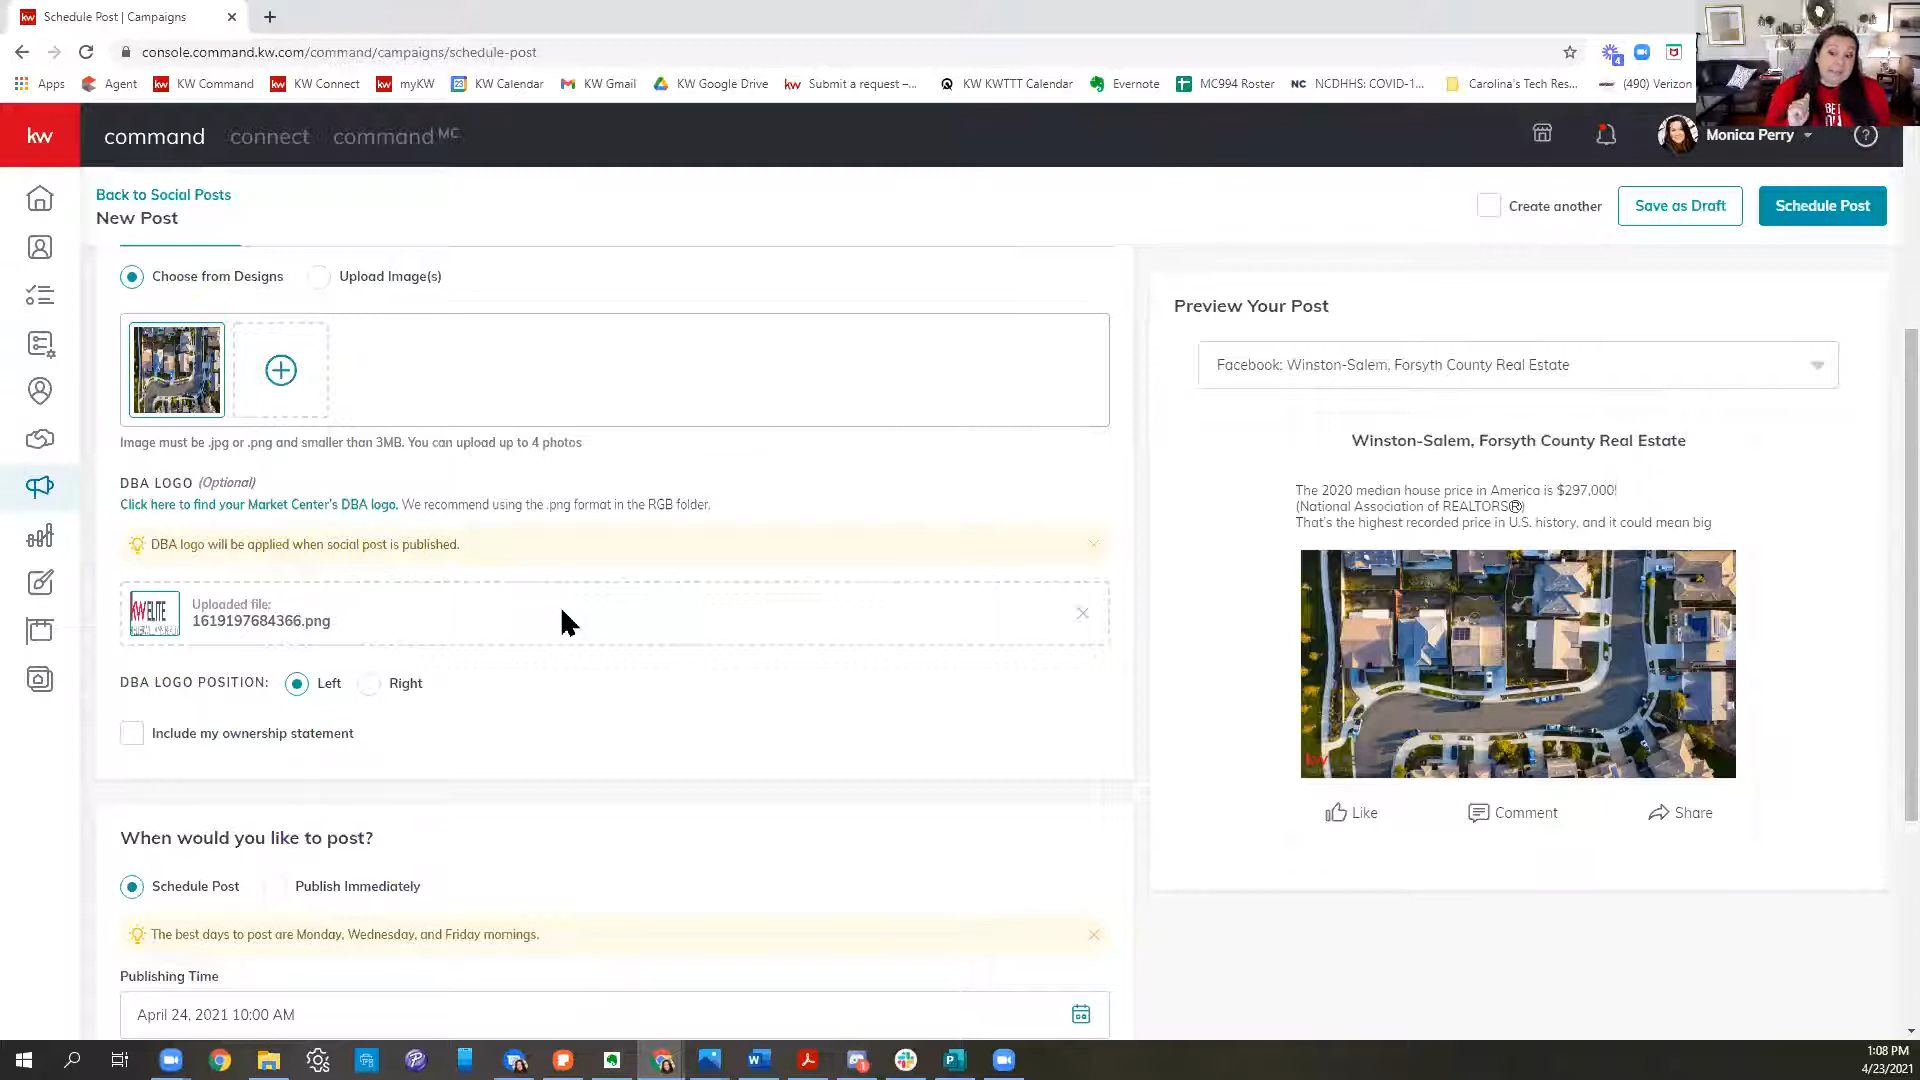 Schedule Post | Campaigns
console.command.kw.com/command/campaigns/schedule-post
Apps
Agent
kw KW Command
kw KW Connect
kw myKW
KW Calendar
KW Gmail
KW Google Drive
kw Submit a request –...
KW KWTTT Calendar
Evernote
MC994 Roster
NC NCDHHS: COVID-1...
Carolina's Tech Res...
(490) Verizon
kw
command
connect
command MC
Monica Perry
Back to Social Posts
New Post
Create another
Save as Draft
Schedule Post
Choose from Designs
Upload Image(s)
Image must be .jpg or .png and smaller than 3MB. You can upload up to 4 photos
DBA LOGO (Optional)
Click here to find your Market Center's DBA logo. We recommend using the .png format in the RGB folder.
DBA logo will be applied when social post is published.
KW ELITE
Uploaded file:
1619197684366.png
DBA LOGO POSITION:
Left
Right
Include my ownership statement
When would you like to post?
Schedule Post
Publish Immediately
The best days to post are Monday, Wednesday, and Friday mornings.
Publishing Time
April 24, 2021 10:00 AM
Preview Your Post
Facebook: Winston-Salem, Forsyth County Real Estate
Winston-Salem, Forsyth County Real Estate
The 2020 median house price in America is $297,000!
(National Association of REALTORS®)
That's the highest recorded price in U.S. history, and it could mean big
kw
Like
Comment
Share
1:08 PM
4/23/2021